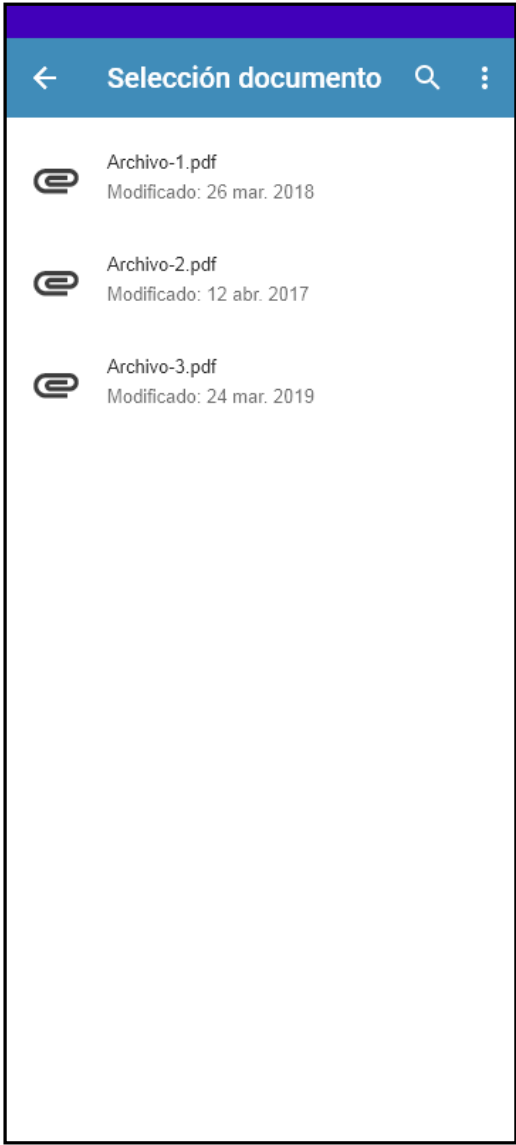 Selección documento
Archivo-1.pdf
Modificado: 26 mar. 2018
Archivo-2.pdf
Modificado: 12 abr. 2017
Archivo-3.pdf
Modificado: 24 mar. 2019